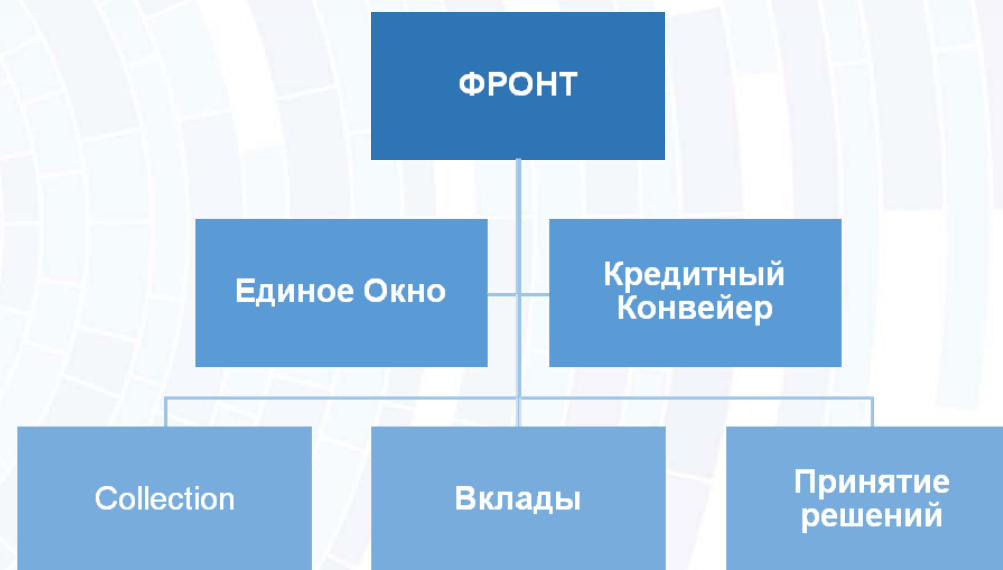 ФРОНТ
Единое Окно
Кредитный
Конвейер
Collection
Вклады
Принятие
решений